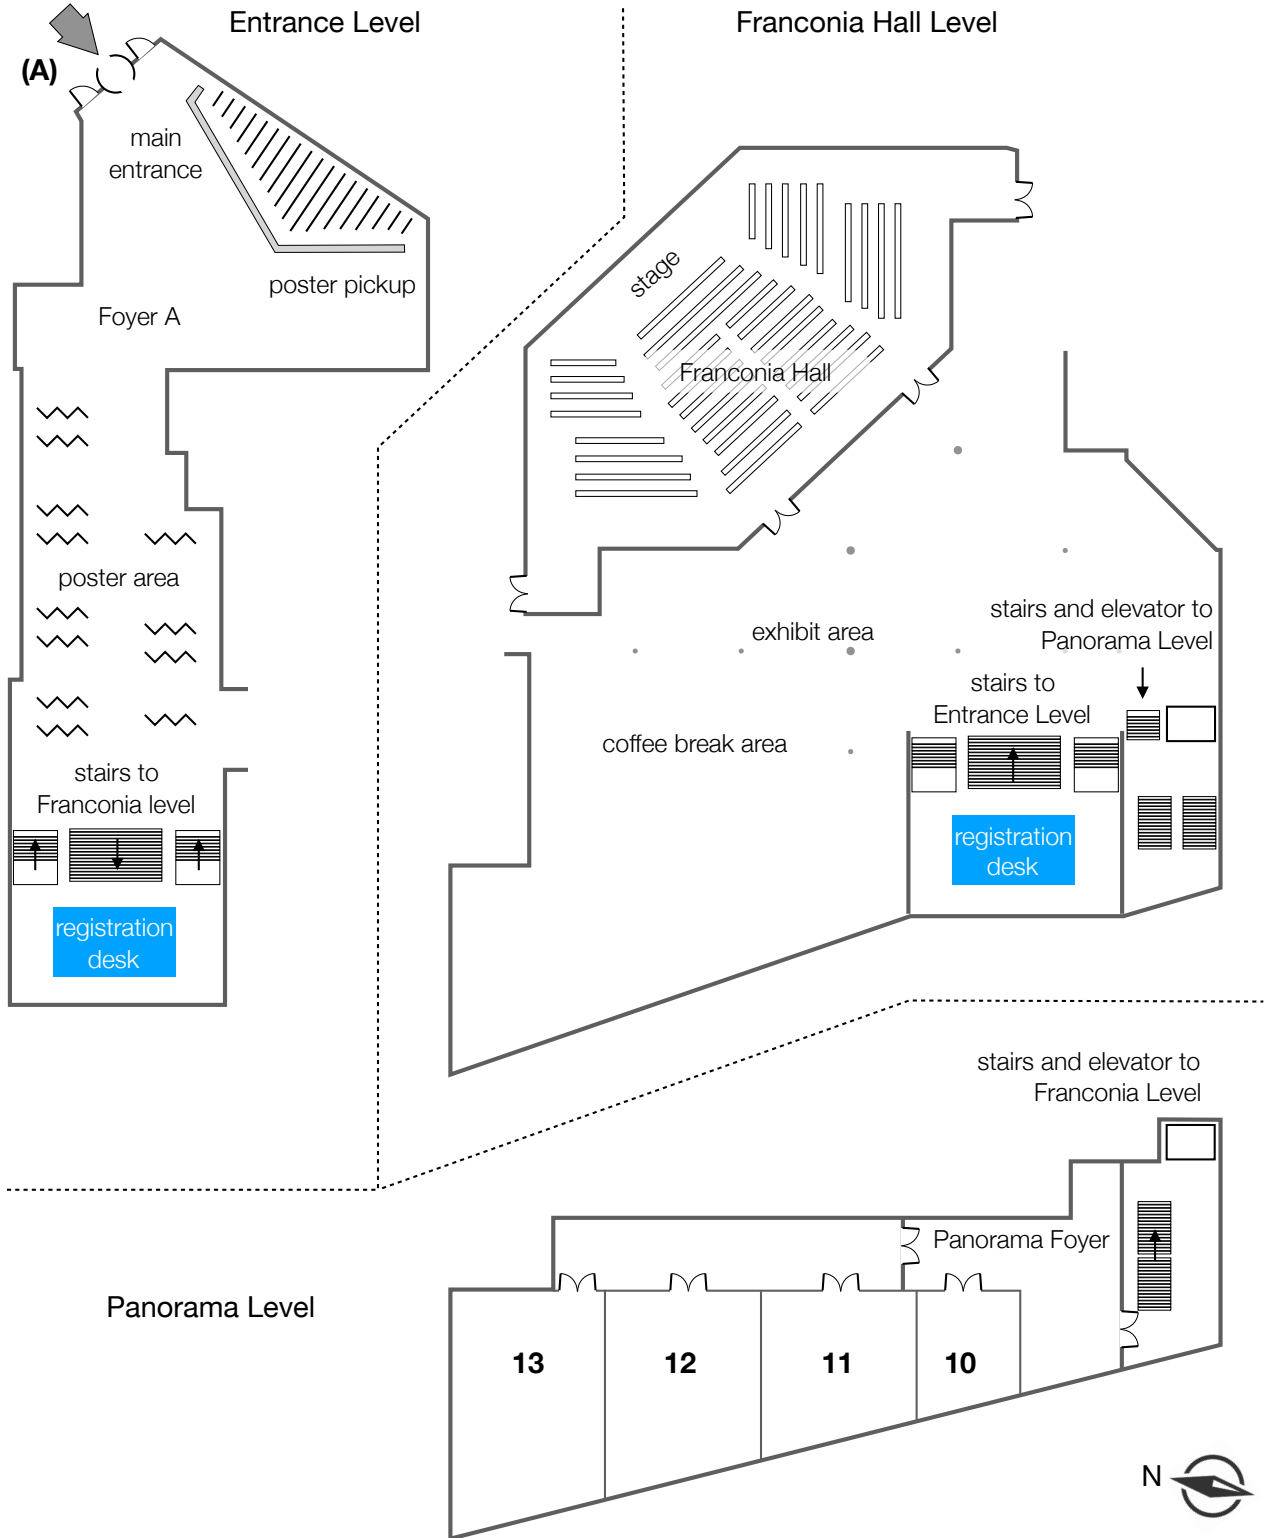 Entrance Level
(A)
main
entrance
poster pickup
Foyer A
poster area
stairs to
Franconia level
registration
desk
Franconia Hall Level
stage
Franconia Hall
exhibit area
stairs and elevator to
Panorama Level
stairs to
Entrance Level
coffee break area
registration
desk
stairs and elevator to
Franconia Level
Panorama Foyer
Panorama Level
13
12
11
10
N